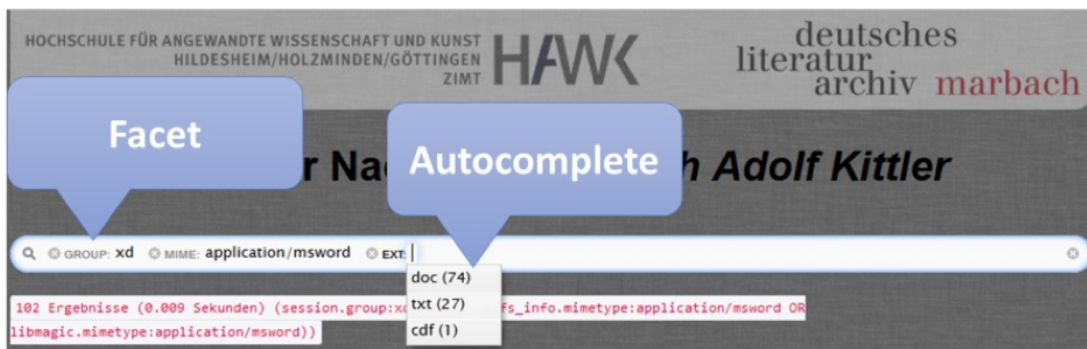 HOCHSCHULE FÜR ANGEWANDTE WISSENSCHAFT UND KUNST
HILDESHEIM/HOLZMINDEN/GÖTTINGEN
ZIMT
HAWK
deutsches
literatur
archiv marbach
Facet
Autocomplete
r Na h Adolf Kittler
GROUP: xd MIME: application/msword EXT:
doc (74)
txt (27)
cdf (1)
102 Ergebnisse (0.009 Sekunden) (session.group:x fs_info.mimetype:application/msword OR
libmagic.mimetype:application/msword))